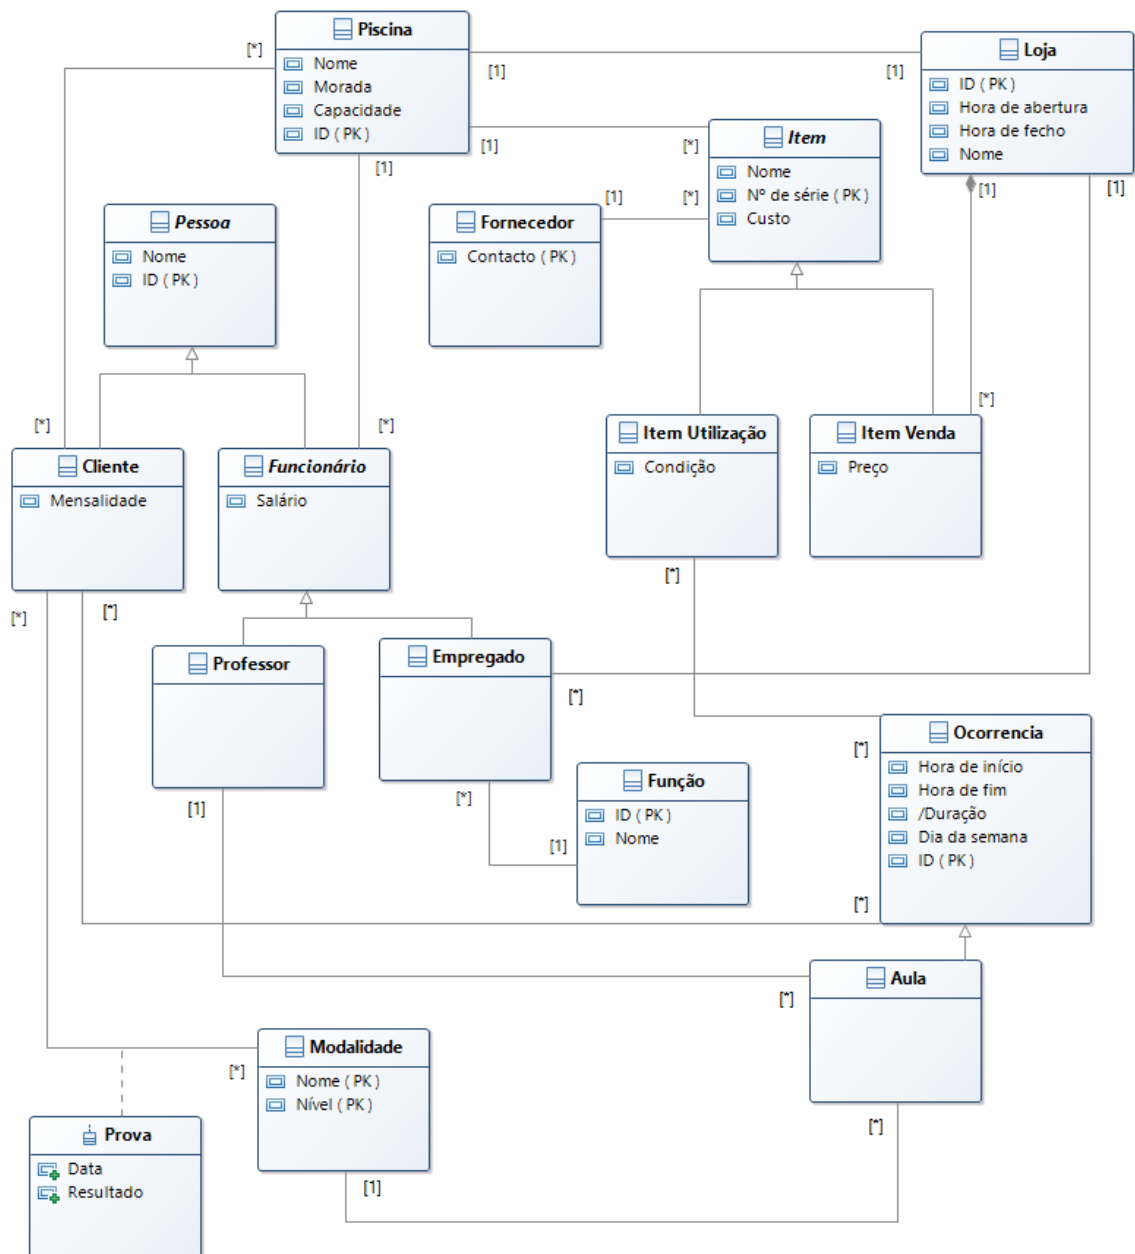 Piscina
Nome
Morada
Capacidade
ID ( PK )
[*]
[1]
[1]
Loja
ID ( PK )
Hora de abertura
Hora de fecho
Nome
[1]
[*]
[1]
[1]
[1]
Item
Nome
Nº de série ( PK )
Custo
[1]
[*]
Fornecedor
Contacto ( PK )
Pessoa
Nome
ID ( PK )
[*]
[*]
[*]
Cliente
Mensalidade
Funcionário
Salário
Item Utilização
Condição
Item Venda
Preço
[*]
[*]
[*]
Professor
Empregado
[*]
[1]
[*]
Função
ID ( PK )
Nome
[1]
[*]
Ocorrencia
Hora de início
Hora de fim
/Duração
Dia da semana
ID ( PK )
[*]
Aula
[*]
[*]
Modalidade
Nome ( PK )
Nível ( PK )
[*]
[1]
Prova
Data
Resultado